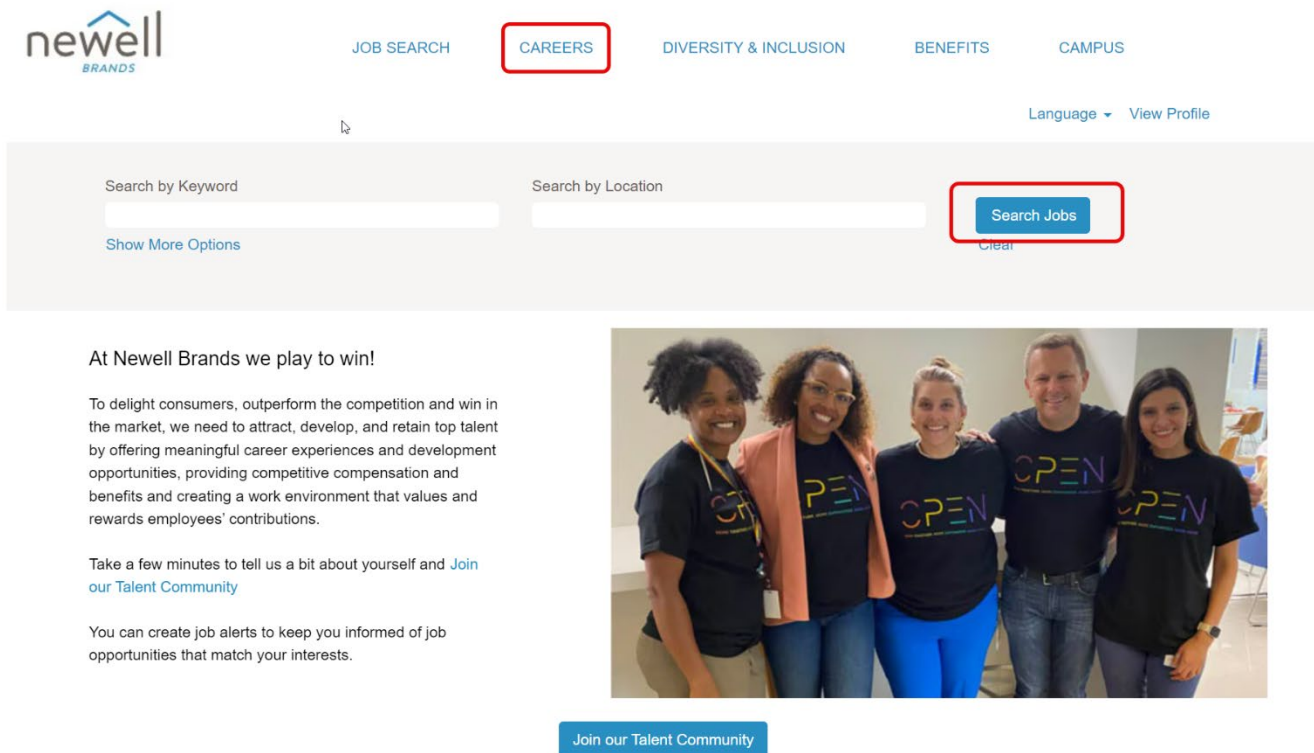 newell
BRANDS
JOB SEARCH CAREERS DIVERSITY & INCLUSION BENEFITS CAMPUS
Language View Profile
Search by Keyword Search by Location
Search Jobs
Show More Options Clear
At Newell Brands we play to win!
To delight consumers, outperform the competition and win in
the market, we need to attract, develop, and retain top talent
by offering meaningful career experiences and development
opportunities, providing competitive compensation and
benefits and creating a work environment that values and
rewards employees’ contributions.
Take a few minutes to tell us a bit about yourself and Join
our Talent Community
You can create job alerts to keep you informed of job
opportunities that match your interests.
OPEN
PEN
OPEN
OPEN
OPEN
Join our Talent Community